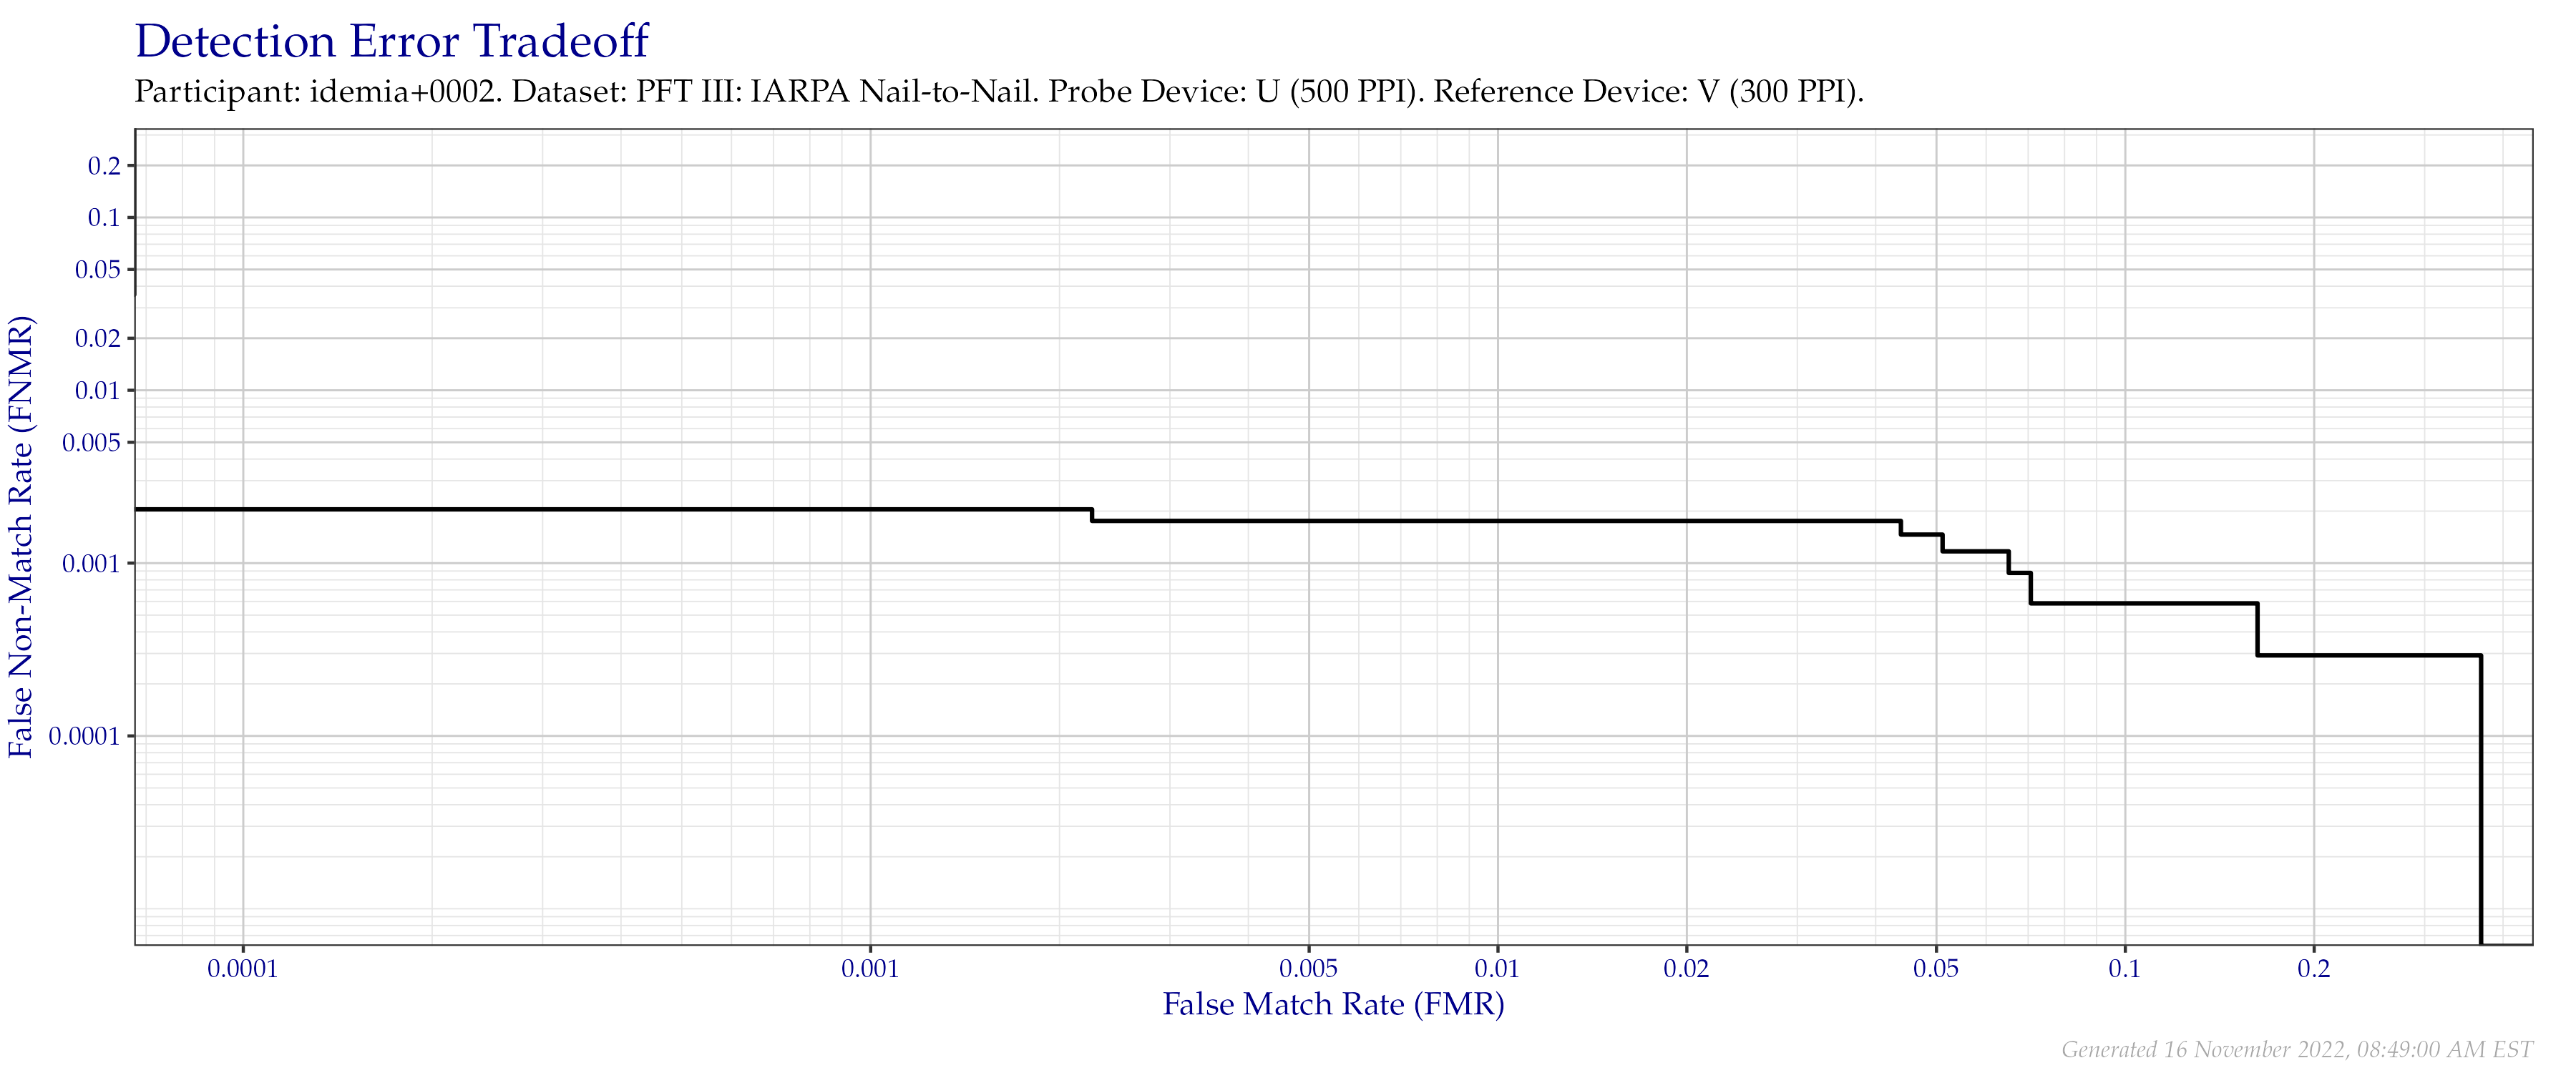 Detection Error Tradeoff
Participant: idemia+0002. Dataset: PFT III: IARPA Nail-to-Nail. Probe Device: U (500 PPI). Reference Device: V (300 PPI).
False Non-Match Rate (FNMR)
0.2
0.1
0.05
0.02
0.01
0.005
0.001
0.0001
0.0001 0.001 0.005 0.01 0.02 0.05 0.1 0.2
False Match Rate (FMR)
Generated 16 November 2022, 08:49:00 AM EST